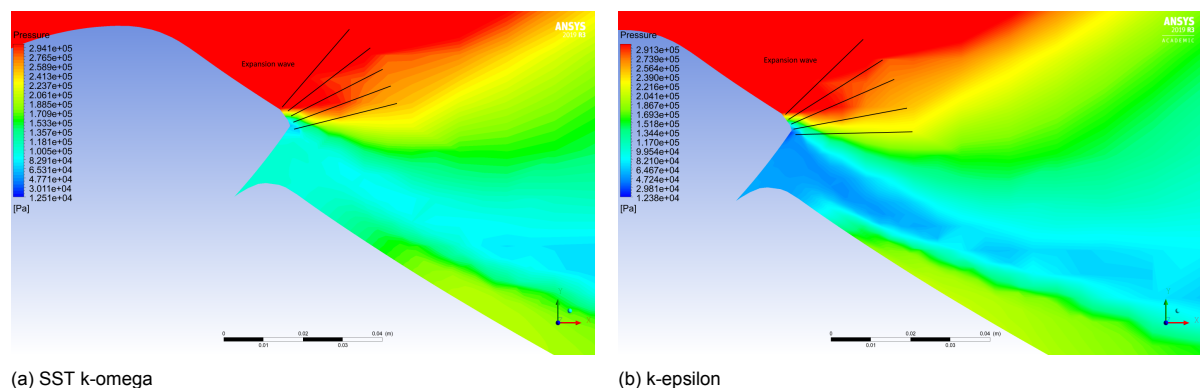 Pressure
2.941e+05
2.765e+05
2.589e+05
2.413e+05
2.237e+05
2.061e+05
1.885e+05
1.709e+05
1.533e+05
1.357e+05
1.181e+05
1.005e+05
8.291e+04
6.531e+04
4.771e+04
3.011e+04
1.251e+04
[Pa]
Expansion wave
ANSYS
0
0.02
0.04 (m)
0.01
0.03
(a) SST k-omega
Pressure
2.913e+05
2.739e+05
2.564e+05
2.390e+05
2.216e+05
2.041e+05
1.867e+05
1.693e+05
1.518e+05
1.344e+05
1.170e+05
9.954e+04
8.210e+04
6.467e+04
4.724e+04
2.981e+04
1.238e+04
[Pa]
Expansion wave
ANSYS
2019 R3
ACADEMIC
0
0.02
0.04 (m)
0.01
0.03
(b) k-epsilon